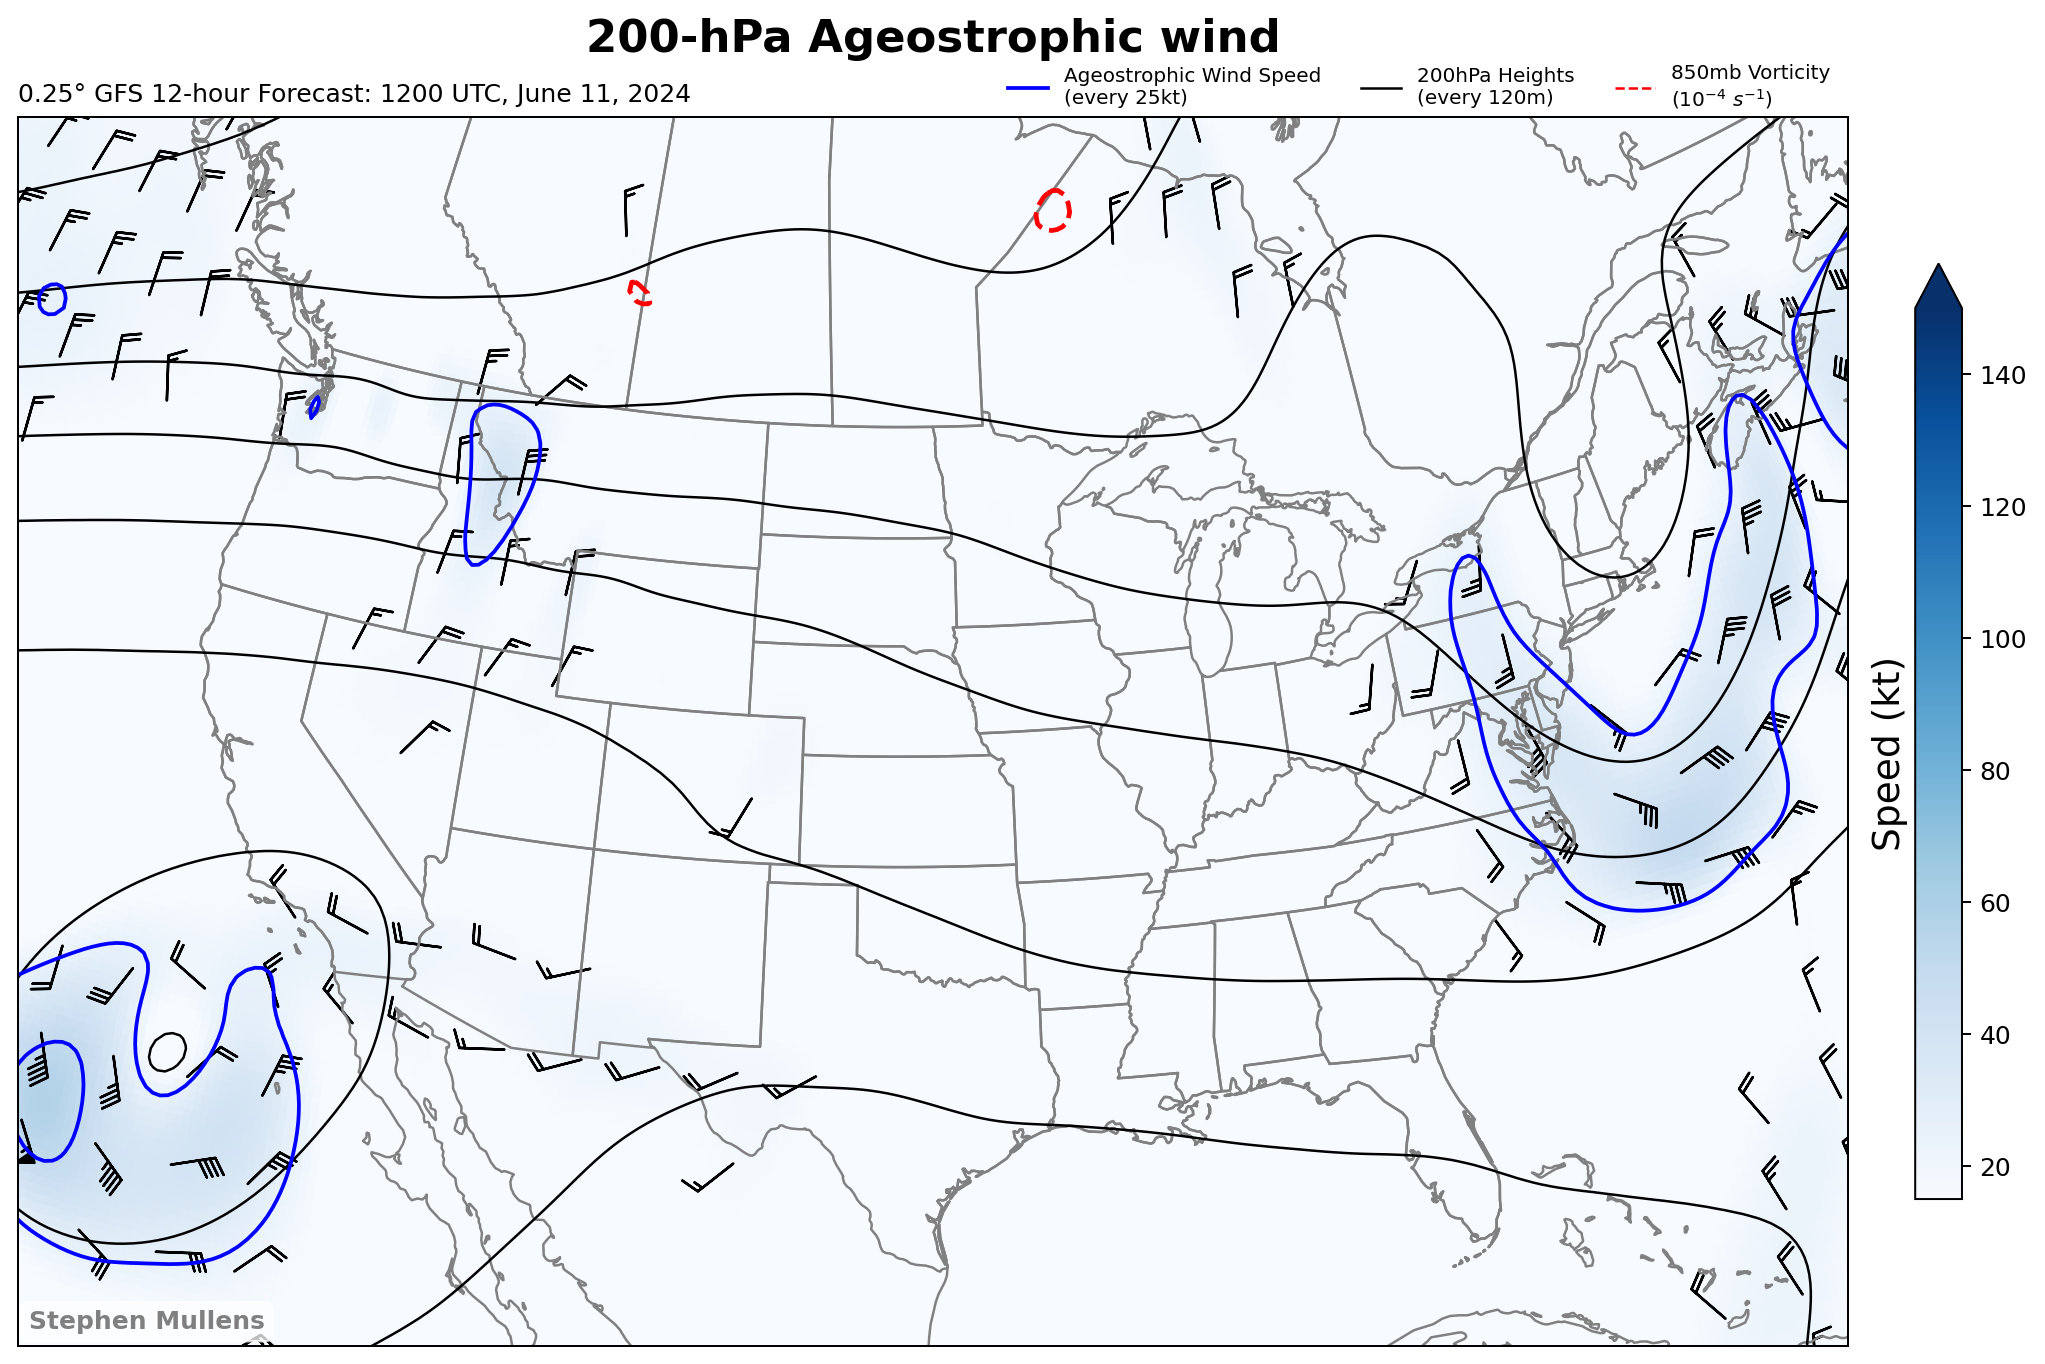 200-hPa Ageostrophic wind
0.25° GFS 12-hour Forecast: 1200 UTC, June 11, 2024
Ageostrophic Wind Speed
(every 25kt)
200hPa Heights
(every 120m)
850mb Vorticity
(10⁻⁴ s⁻¹)
140
120
100
80
60
40
20
Speed (kt)
Stephen Mullens